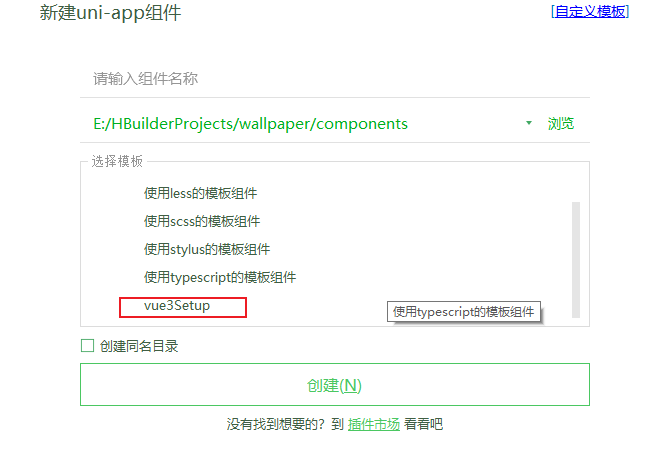 新建uni-app组件 [自定义模板]
请输入组件名称
E:/HBuilderProjects/wallpaper/components 浏览
选择模板
使用less的模板组件
使用scss的模板组件
使用stylus的模板组件
使用typescript的模板组件
vue3Setup 使用typescript的模板组件
创建同名目录
创建(N)
没有找到想要的？到 插件市场 看看吧